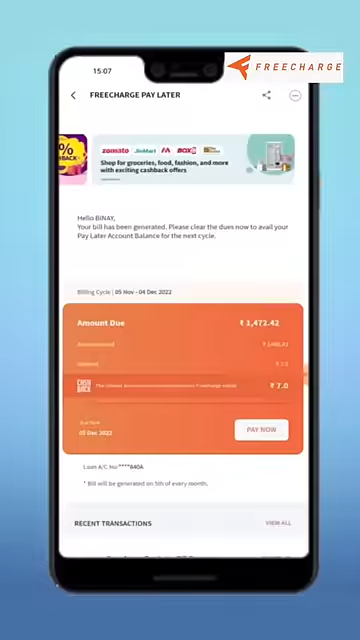 FREECHARGE
15:07
FREECHARGE PAY LATER
%
CASHBACK
zomato JioMart
Shop for groceries, food, fashion, and more
with exciting cashback offers
Hello BINAY,
Your bill has been generated. Please clear the dues now to avail your
Pay Later Account Balance for the next cycle.
Billing Cycle | 05 Nov - 04 Dec 2022
Amount Due ₹ 1,472.42
CASH
BACK
₹ 7.0
05 Dec 2022
PAY NOW
Loan A/C No:****840A
* Bill will be generated on 5th of every month.
RECENT TRANSACTIONS VIEW ALL